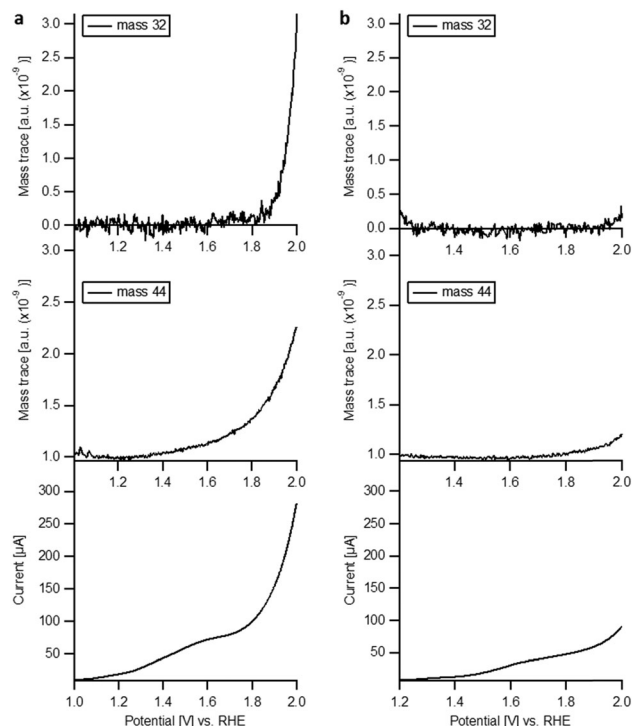 a
mass 32
Mass trace [a.u. (x10⁻⁹)]
3.0
2.5
2.0
1.5
1.0
0.5
0.0
1.2 1.4 1.6 1.8 2.0
mass 44
Mass trace [a.u. (x10⁻⁹)]
3.0
2.5
2.0
1.5
1.0
1.2 1.4 1.6 1.8 2.0
Current [µA]
300
250
200
150
100
50
1.0 1.2 1.4 1.6 1.8 2.0
Potential [V] vs. RHE
b
mass 32
Mass trace [a.u. (x10⁻⁹)]
3.0
2.5
2.0
1.5
1.0
0.5
0.0
1.4 1.6 1.8 2.0
mass 44
Mass trace [a.u. (x10⁻⁹)]
3.0
2.5
2.0
1.5
1.0
1.4 1.6 1.8 2.0
Current [µA]
300
250
200
150
100
50
1.2 1.4 1.6 1.8 2.0
Potential [V] vs. RHE